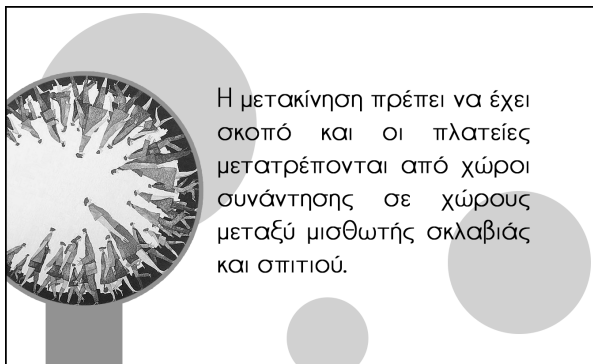 Η μετακίνηση πρέπει να έχει
σκοπό και οι πλατείες
μετατρέπονται από χώροι
συνάντησης σε χώρους
μεταξύ μισθωτής σκλαβιάς
και σπιτιού.